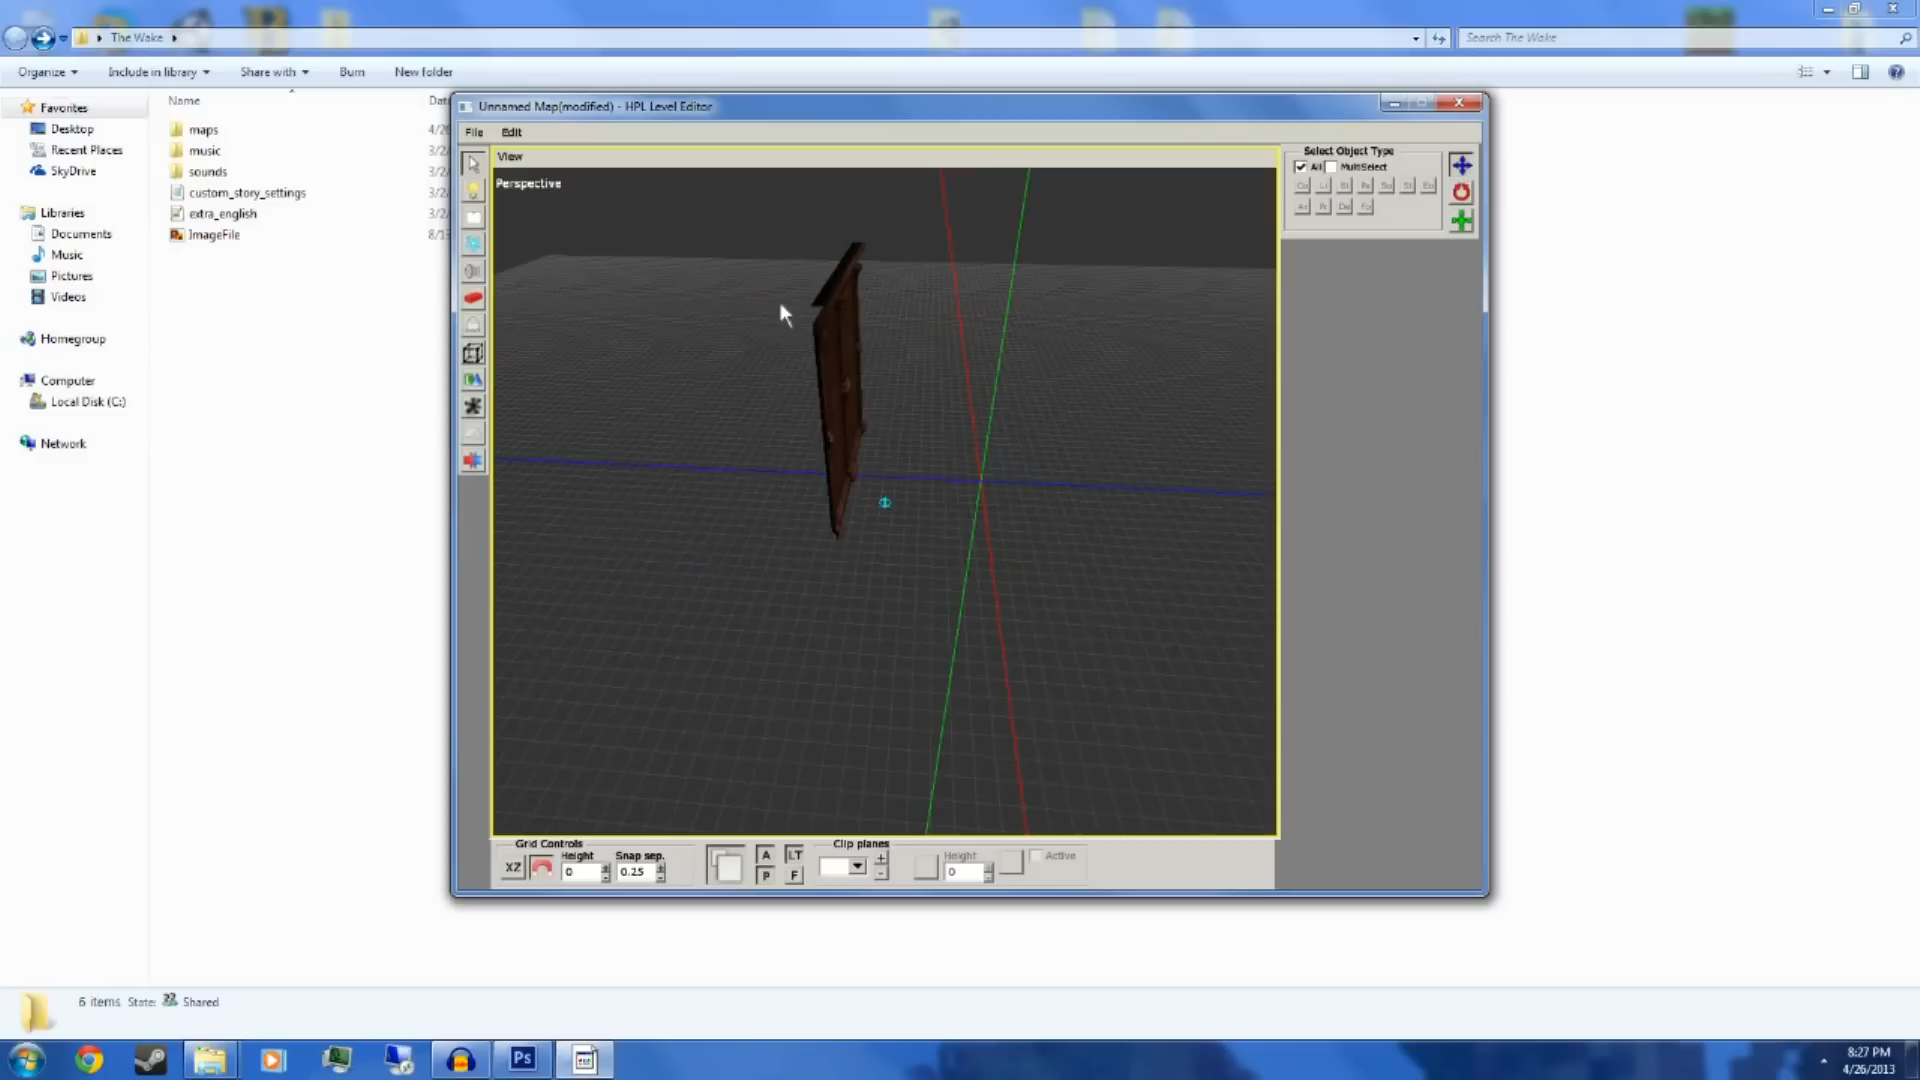 The Wake
Search The Wake
Organize
Include in library
Share with
Burn
New folder
Name
Favorites
Desktop
Recent Places
SkyDrive
Libraries
Documents
Music
Pictures
Videos
Homegroup
Computer
Local Disk (C:)
Network
maps
music
sounds
custom_story_settings
extra_english
ImageFile
Unnamed Map(modified) - HPL Level Editor
File
Edit
View
Perspective
Select Object Type
All
MultiSelect
Grid Controls
XZ
Height
0
Snap sep.
0.25
A
P
LT
F
Clip planes
+
-
Height
0
Active
6 items
State:
Shared
Ps
8:27 PM
4/26/2013